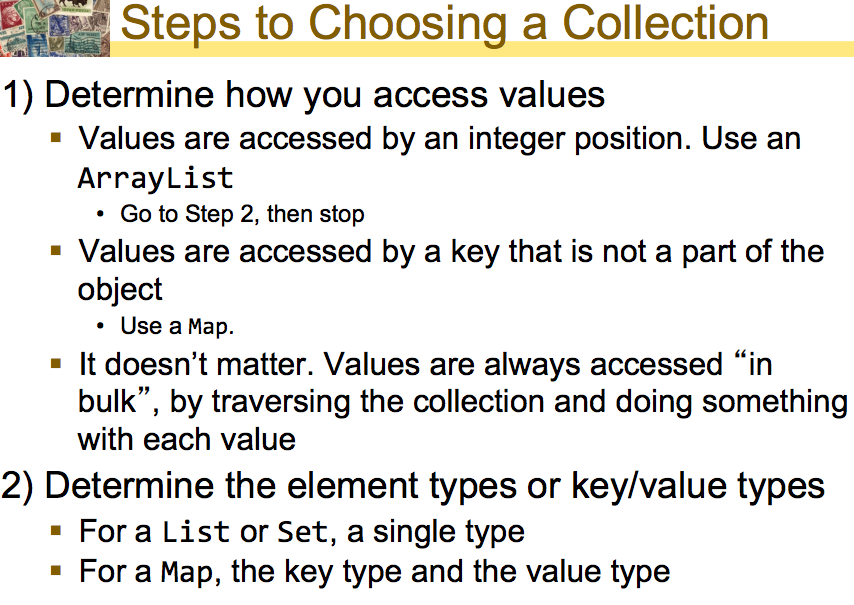 Steps to Choosing a Collection
1) Determine how you access values
▪ Values are accessed by an integer position. Use an
ArrayList
• Go to Step 2, then stop
▪ Values are accessed by a key that is not a part of the
object
• Use a Map.
▪ It doesn’t matter. Values are always accessed “in
bulk”, by traversing the collection and doing something
with each value
2) Determine the element types or key/value types
▪ For a List or Set, a single type
▪ For a Map, the key type and the value type